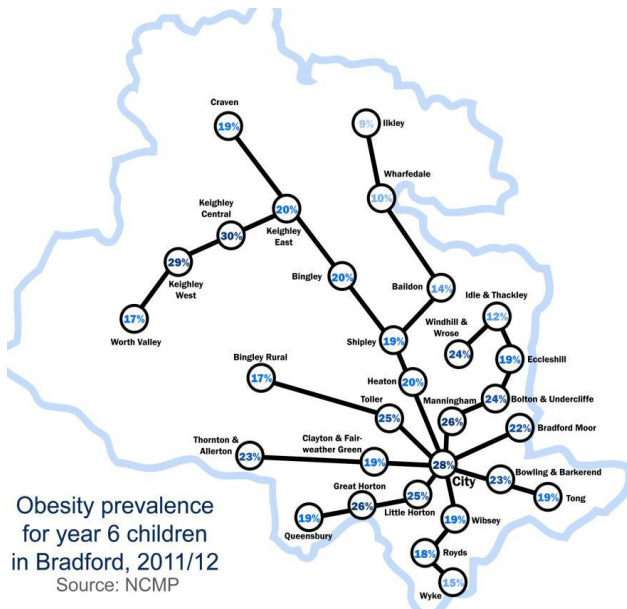 Craven
19%
Ilkley
9%
Wharfedale
10%
Keighley
Central
30%
20%
Keighley
East
29%
Keighley
West
Bingley
20%
Baildon
14%
Idle & Thackley
12%
17%
Worth Valley
Windhill &
Wrose
24%
Shipley
19%
19%
Eccleshill
Bingley Rural
17%
Heaton
20%
Toller
25%
Manningham
26%
24%
Bolton & Undercliffe
22%
Bradford Moor
Thornton &
Allerton
23%
Clayton & Fair-
weather Green
19%
28%
City
Bowling & Barkerend
23%
19%
Tong
Great Horton
26%
25%
Little Horton
19%
Queensbury
19%
Wibsey
18%
Royds
15%
Wyke
Obesity prevalence
for year 6 children
in Bradford, 2011/12
Source: NCMP